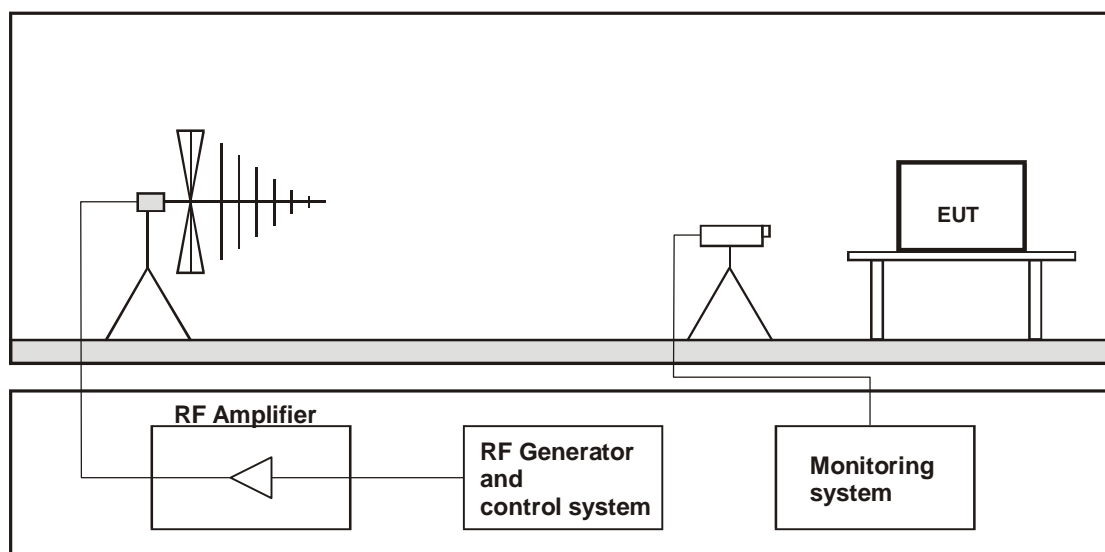 EUT
RF Amplifier
RF Generator
and
control system
Monitoring
system